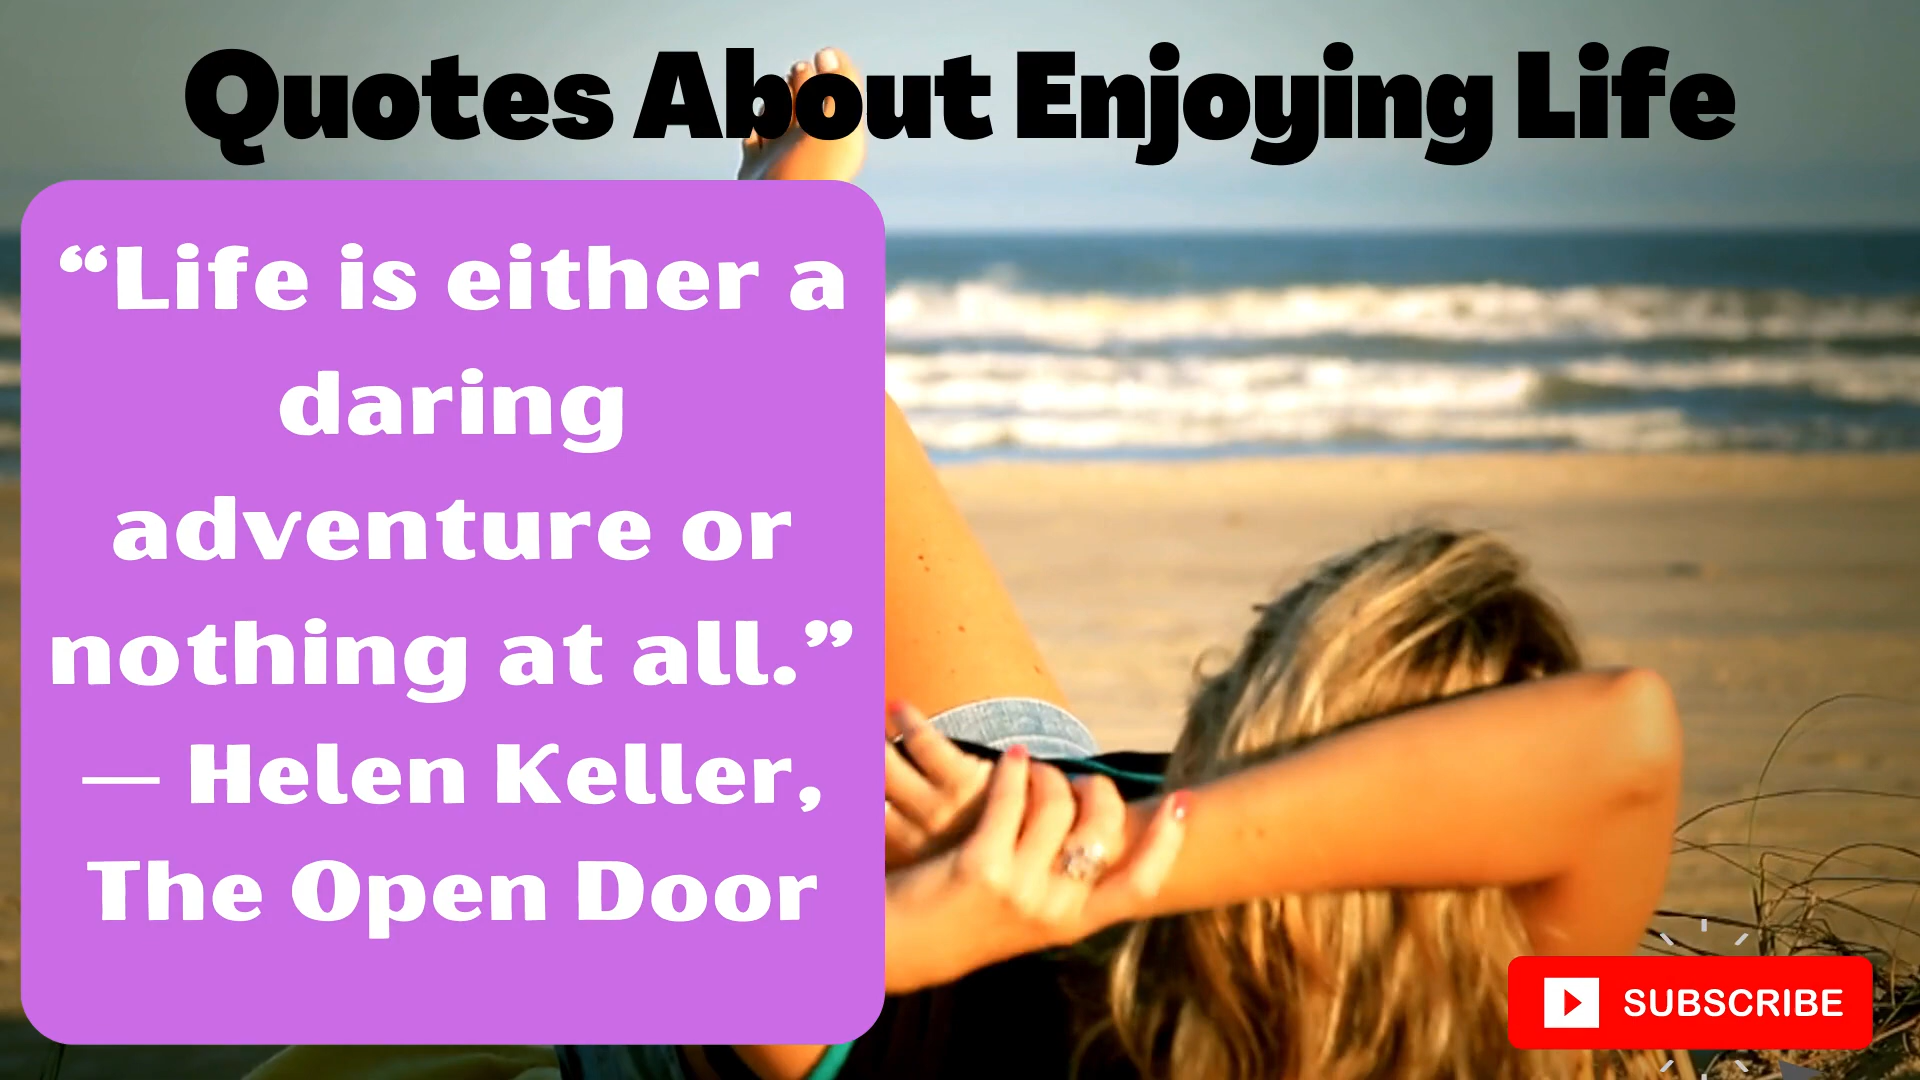 Quotes About Enjoying Life
“Life is either a
daring
adventure or
nothing at all.”
— Helen Keller,
The Open Door
SUBSCRIBE